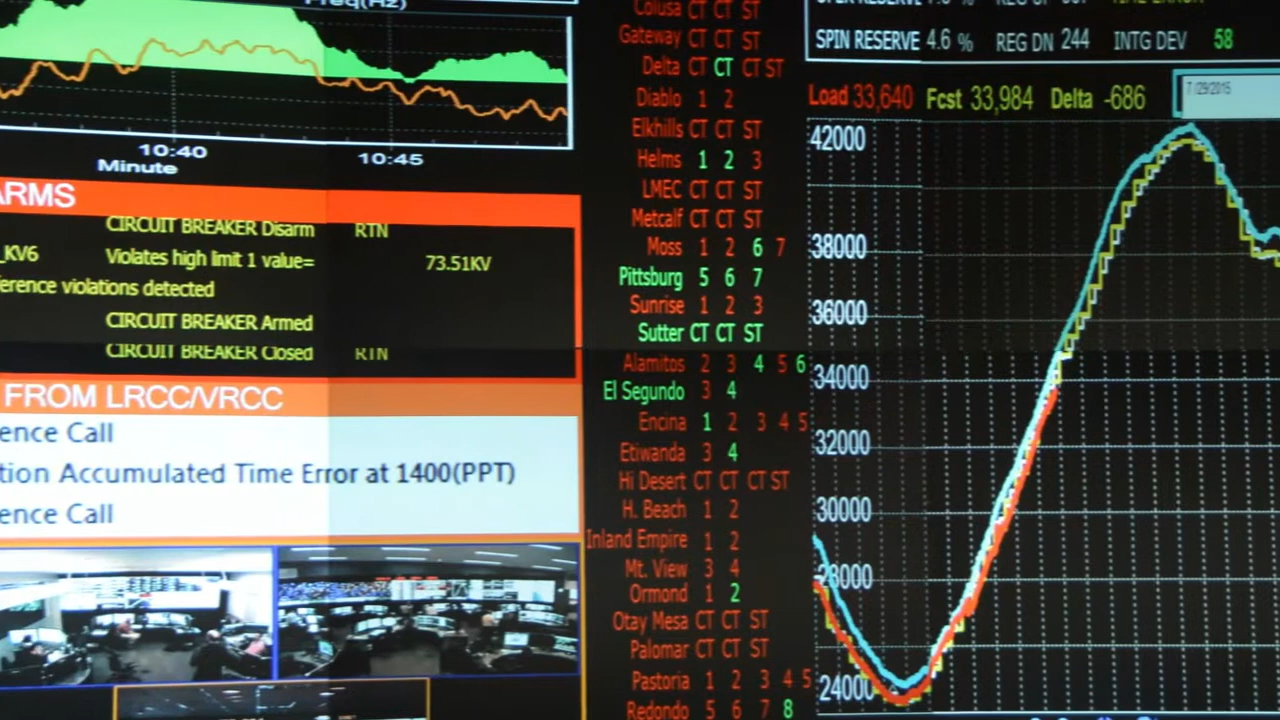 Freq(Hz)
10:40
10:45
Minute
ARMS
CIRCUIT BREAKER Disarm RTN
_KV6 Violates high limit 1 value= 73.51KV
ference violations detected
CIRCUIT BREAKER Armed
CIRCUIT BREAKER Closed RTN
FROM LRCC/VRCC
ence Call
tion Accumulated Time Error at 1400(PPT)
ence Call
Colusa CT CT ST
Gateway CT CT ST
Delta CT CT CT ST
Diablo 1 2
Elkhills CT CT ST
Helms 1 2 3
LMEC CT CT ST
Metcalf CT CT ST
Moss 1 2 6 7
Pittsburg 5 6 7
Sunrise 1 2 3
Sutter CT CT ST
Alamitos 2 3 4 5 6
El Segundo 3 4
Encina 1 2 3 4 5
Etiwanda 3 4
Hi Desert CT CT CT ST
H. Beach 1 2
Inland Empire 1 2
Mt. View 3 4
Ormond 1 2
Otay Mesa CT CT ST
Palomar CT CT ST
Pastoria 1 2 3 4 5
Redondo 5 6 7 8
SPIN RESERVE 4.6 % REG DN 244 INTG DEV 58
Load 33,640 Fcst 33,984 Delta -686
7/29/2015
42000
38000
36000
34000
32000
30000
28000
24000